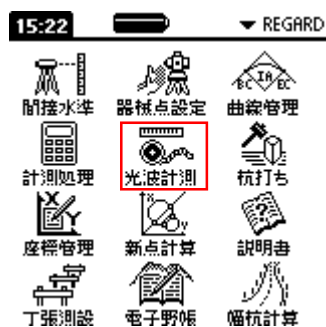 15:22 ▼ REGARD
間接水準 器械点設定 曲線管理
計測処理 光波計測 杭打ち
座標管理 新点計算 説明書
丁張測設 電子野帳 幅杭計算